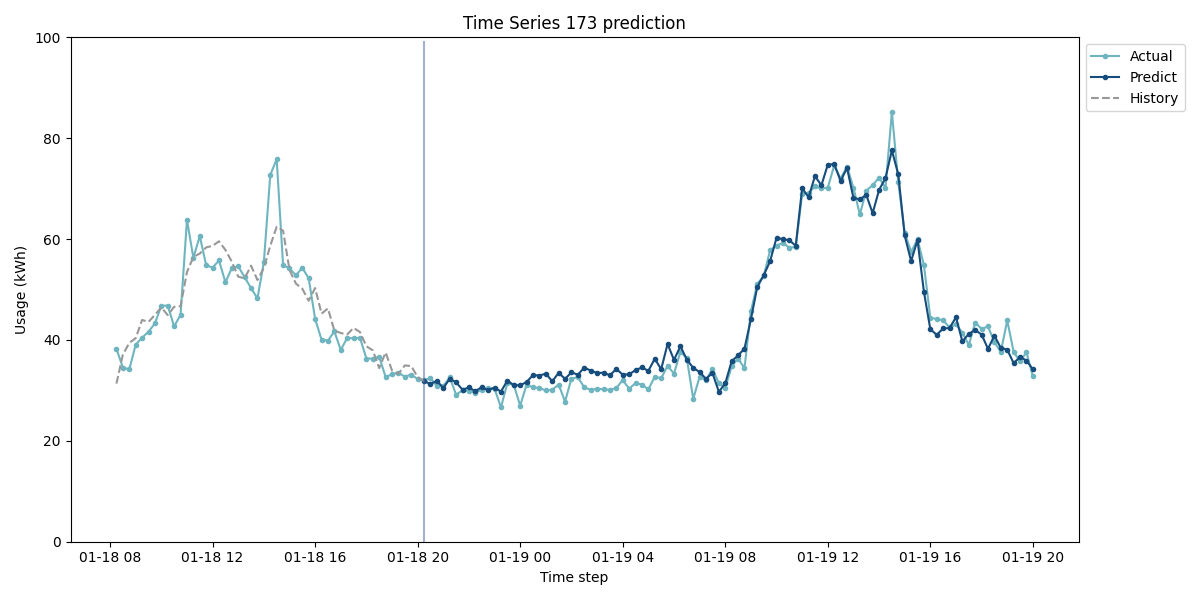 Time Series 173 prediction
100
80
60
40
20
0
Usage (kWh)
01-18 08
01-18 12
01-18 16
01-18 20
01-19 00
01-19 04
01-19 08
01-19 12
01-19 16
01-19 20
Time step
Actual
Predict
History